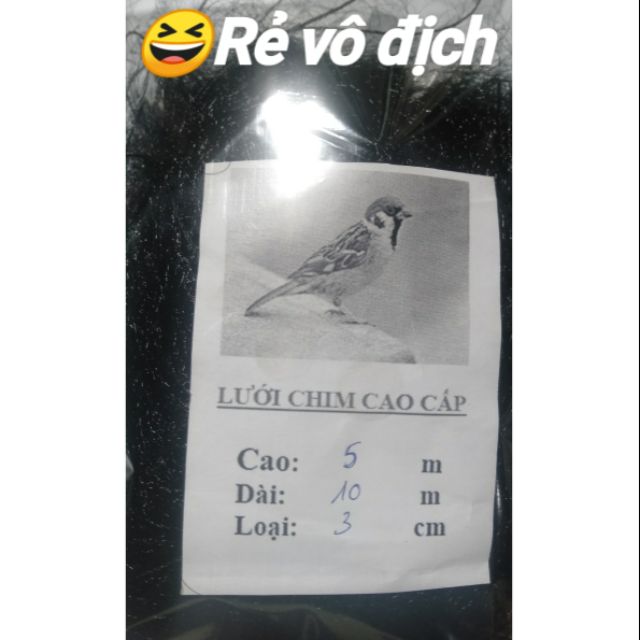 😆Rẻ vô địch
LƯỚI CHIM CAO CẤP
Cao: 5 m
Dài: 10 m
Loại: 3 cm